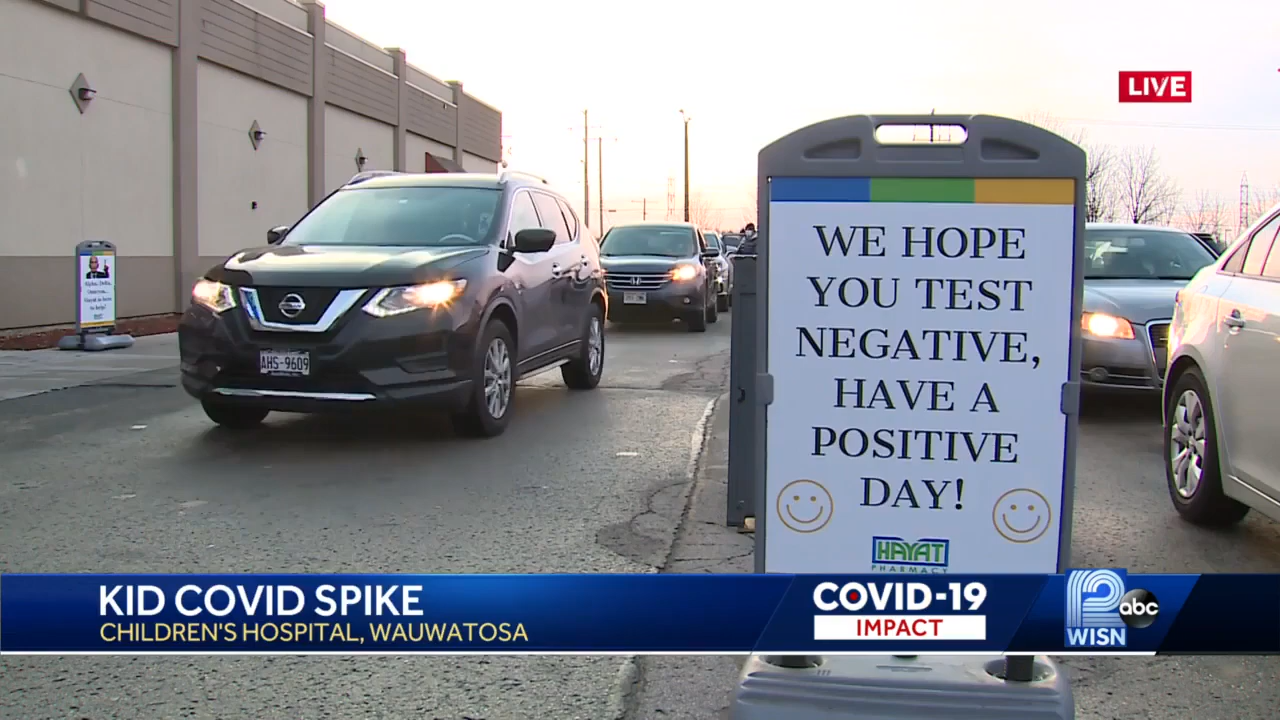 LIVE
WE HOPE
YOU TEST
NEGATIVE,
HAVE A
POSITIVE
DAY!
HAYAT
PHARMACY
AHS-9609
KID COVID SPIKE
CHILDREN'S HOSPITAL, WAUWATOSA
COVID-19
IMPACT
12
abc
WISN